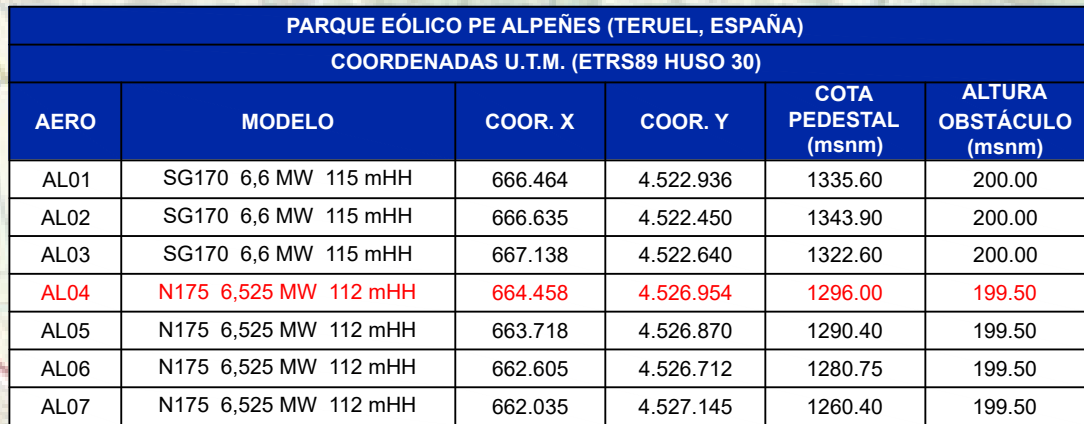 PARQUE EÓLICO PE ALPEÑES (TERUEL, ESPAÑA)
COORDENADAS U.T.M. (ETRS89 HUSO 30)
AERO MODELO COOR. X COOR. Y COTA PEDESTAL (msnm) ALTURA OBSTÁCULO (msnm)
AL01 SG170 6,6 MW 115 mHH 666.464 4.522.936 1335.60 200.00
AL02 SG170 6,6 MW 115 mHH 666.635 4.522.450 1343.90 200.00
AL03 SG170 6,6 MW 115 mHH 667.138 4.522.640 1322.60 200.00
AL04 N175 6,525 MW 112 mHH 664.458 4.526.954 1296.00 199.50
AL05 N175 6,525 MW 112 mHH 663.718 4.526.870 1290.40 199.50
AL06 N175 6,525 MW 112 mHH 662.605 4.526.712 1280.75 199.50
AL07 N175 6,525 MW 112 mHH 662.035 4.527.145 1260.40 199.50